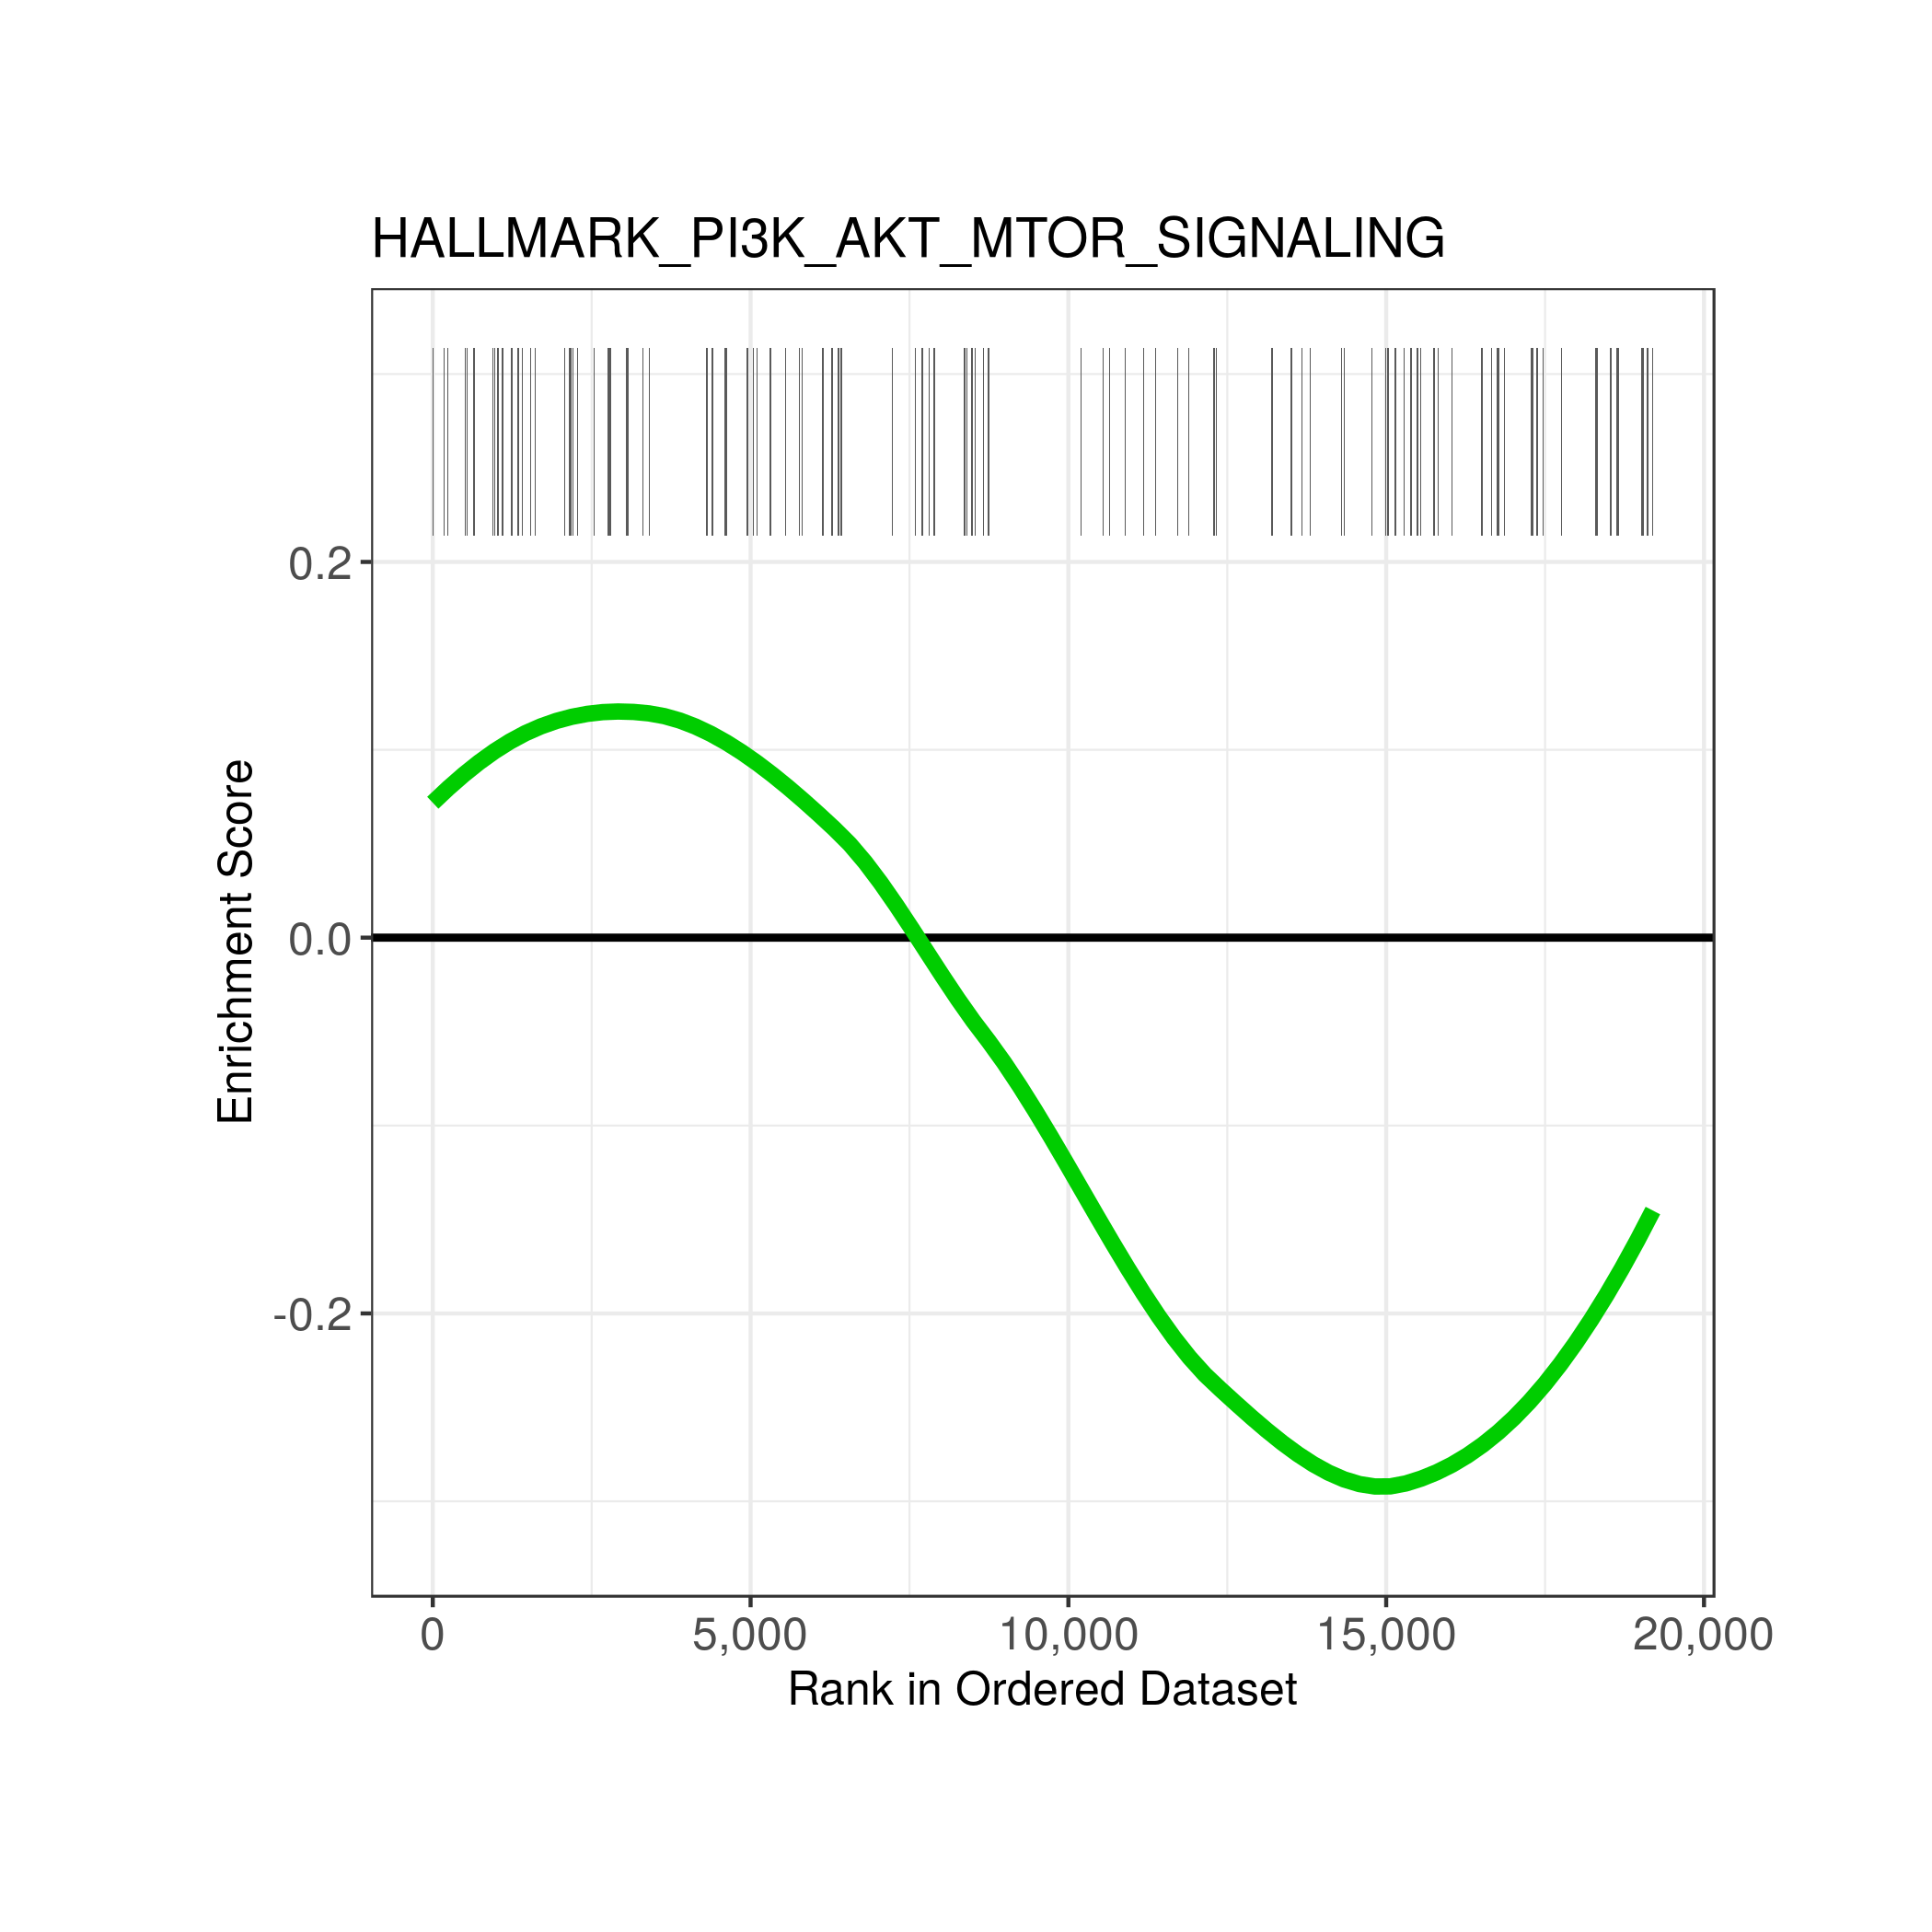 HALLMARK_PI3K_AKT_MTOR_SIGNALING
0.2
0.0
-0.2
Enrichment Score
0 5,000 10,000 15,000 20,000
Rank in Ordered Dataset